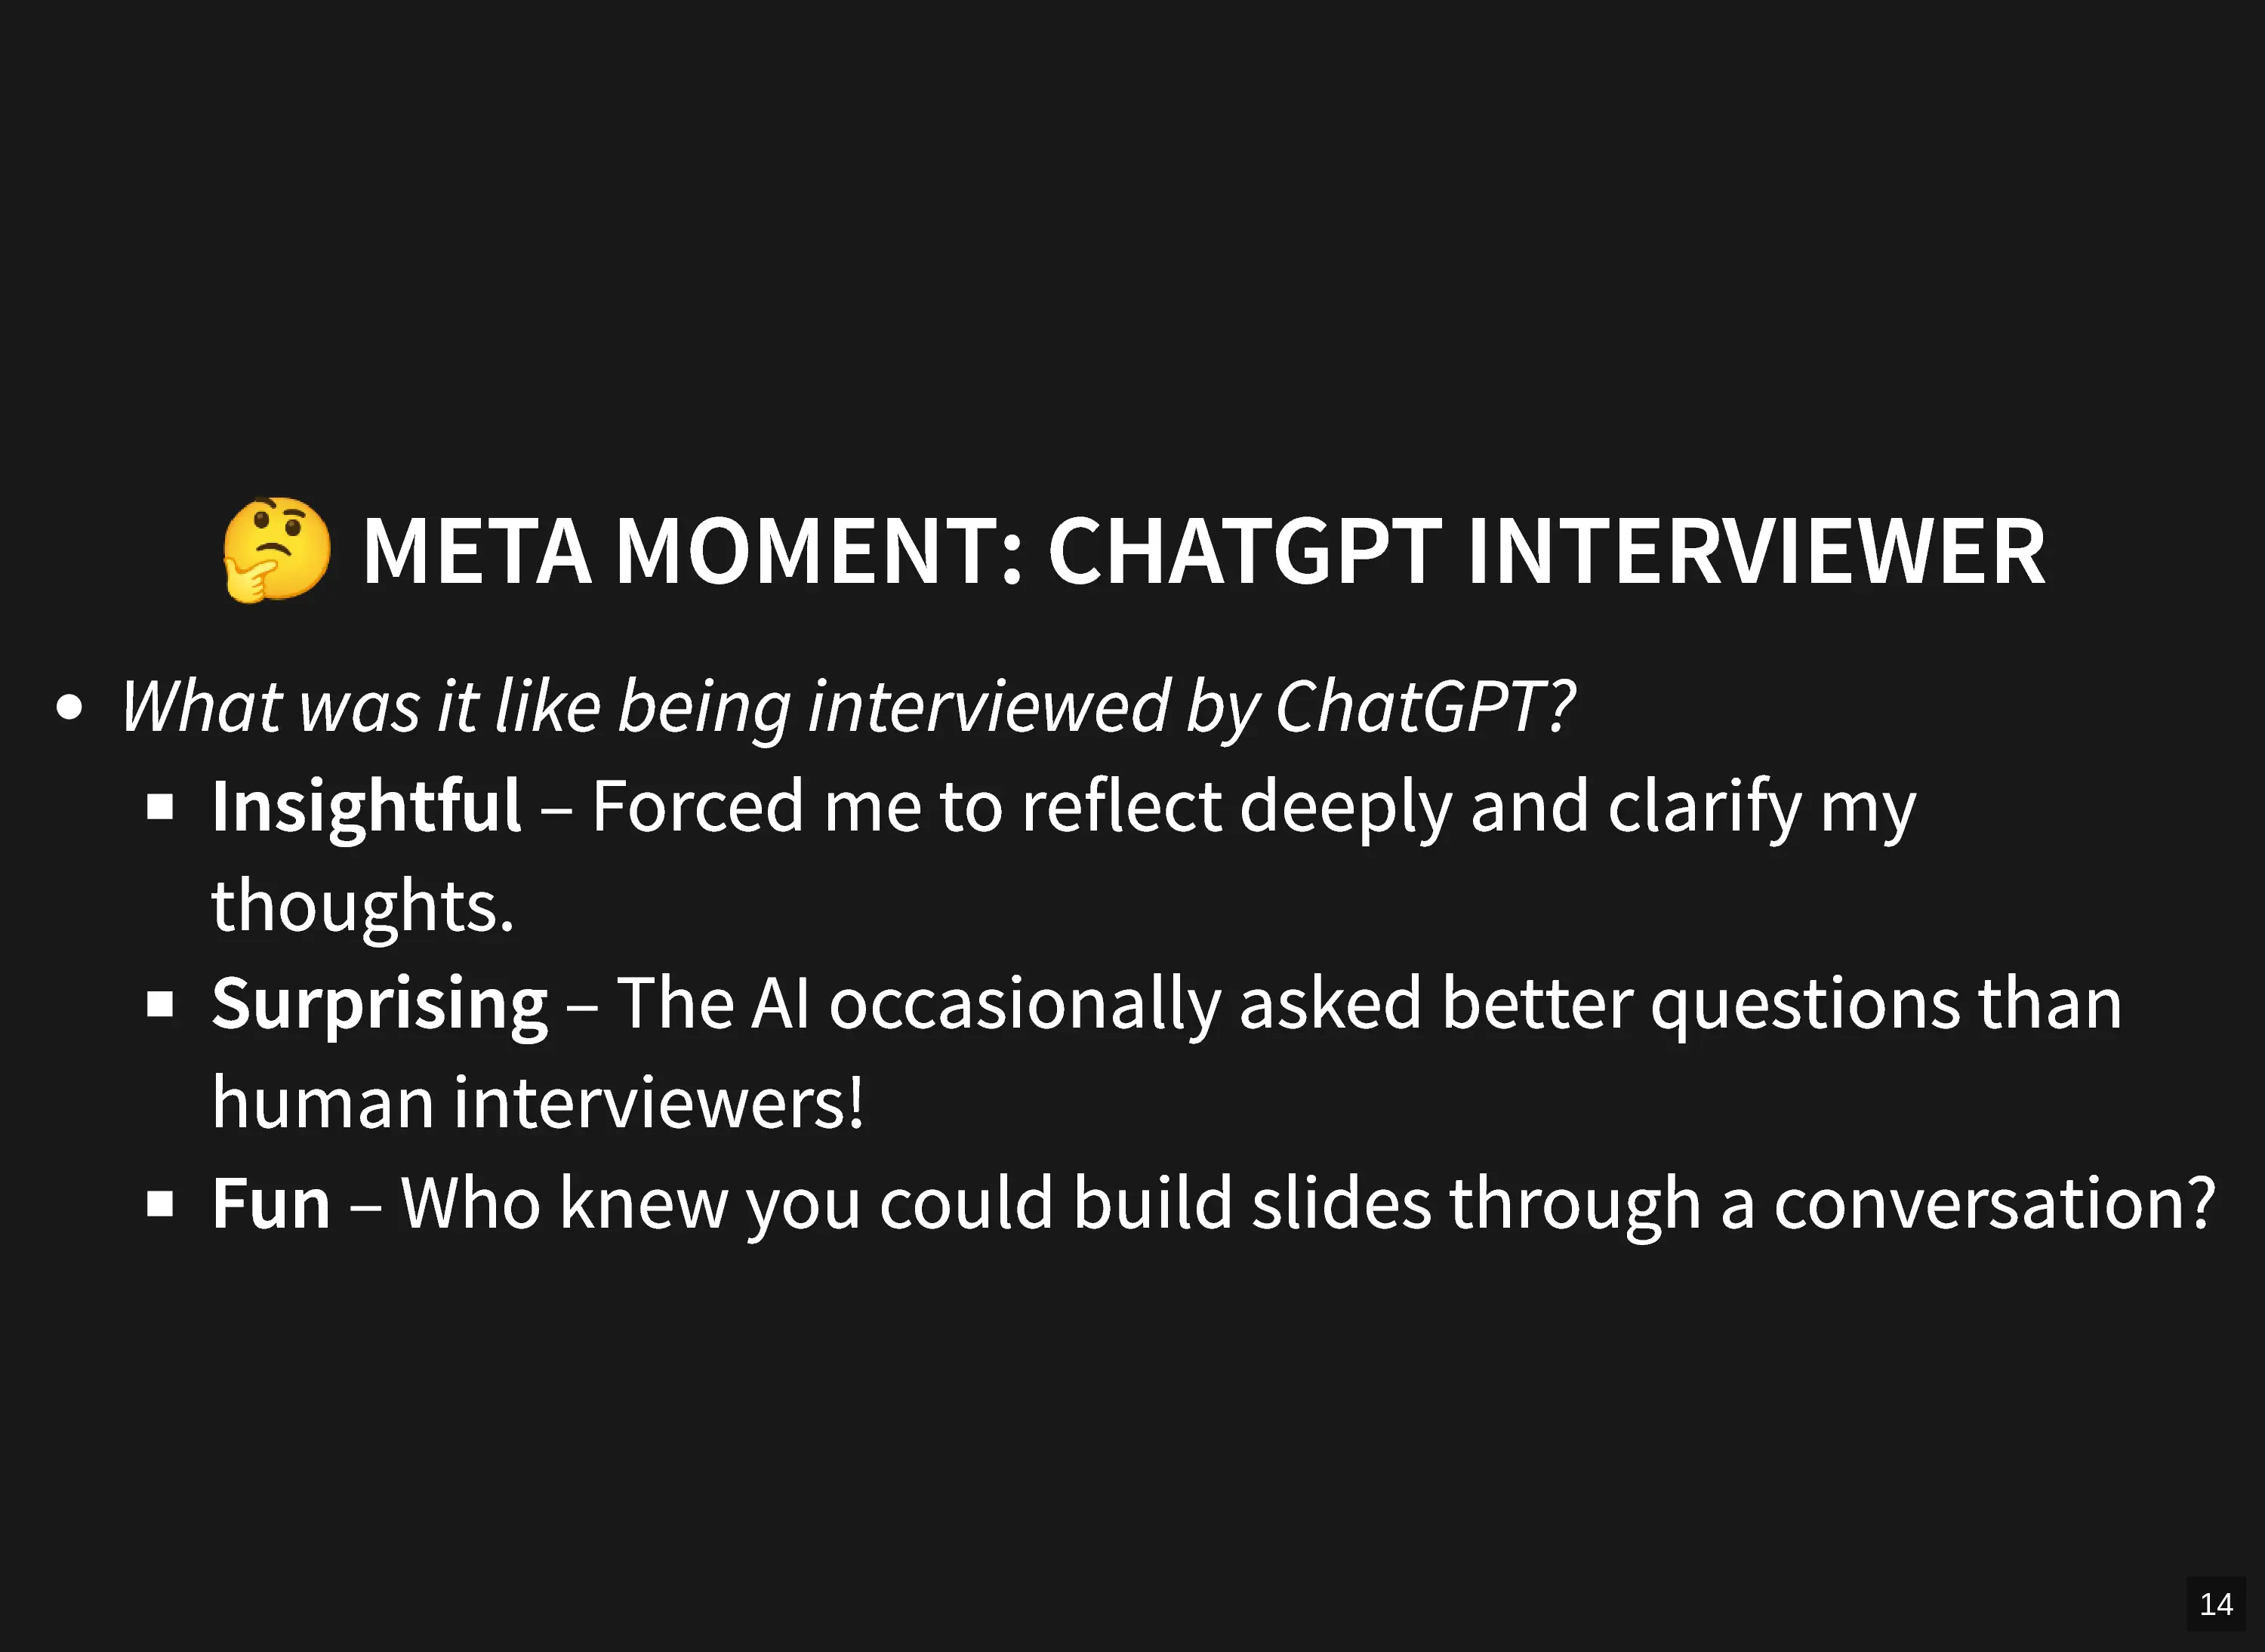 🤔 META MOMENT: CHATGPT INTERVIEWER
• What was it like being interviewed by ChatGPT?
▪ Insightful – Forced me to reflect deeply and clarify my
thoughts.
▪ Surprising – The AI occasionally asked better questions than
human interviewers!
▪ Fun – Who knew you could build slides through a conversation?
14